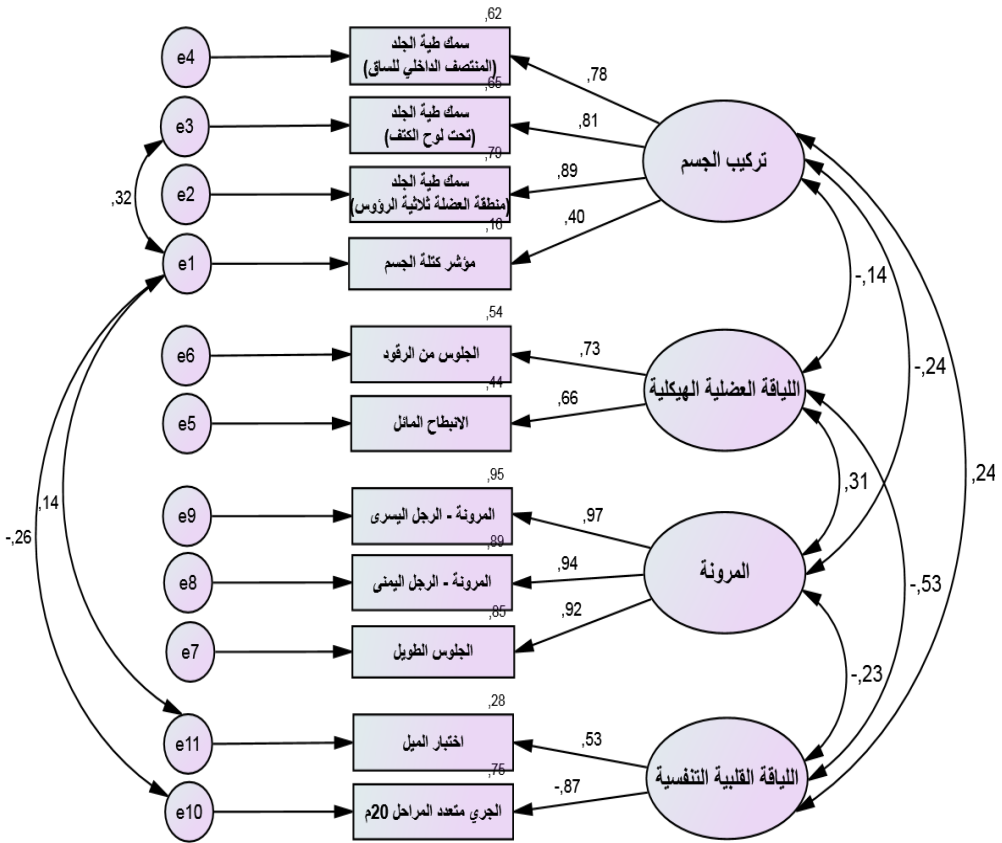 ,62
e4
سمك طية الجلد
(المنتصف الداخلي للساق)
,78
,65
e3
سمك طية الجلد
(تحت لوح الكتف)
,81
تركيب الجسم
,79
e2
سمك طية الجلد
(منطقة العضلة ثلاثية الرؤوس)
,89
,32
,16
e1
مؤشر كتلة الجسم
,40
-,14
,54
e6
الجلوس من الرقود
,73
-,24
,44
e5
الانبطاح المائل
,66
اللياقة العضلية الهيكلية
,24
,95
e9
المرونة - الرجل اليسرى
,97
,31
,14
-,26
,89
e8
المرونة - الرجل اليمنى
,94
المرونة
-,53
,85
e7
الجلوس الطويل
,92
-,23
,28
e11
اختبار الميل
,53
,75
e10
الجري متعدد المراحل 20م
-,87
اللياقة القلبية التنفسية